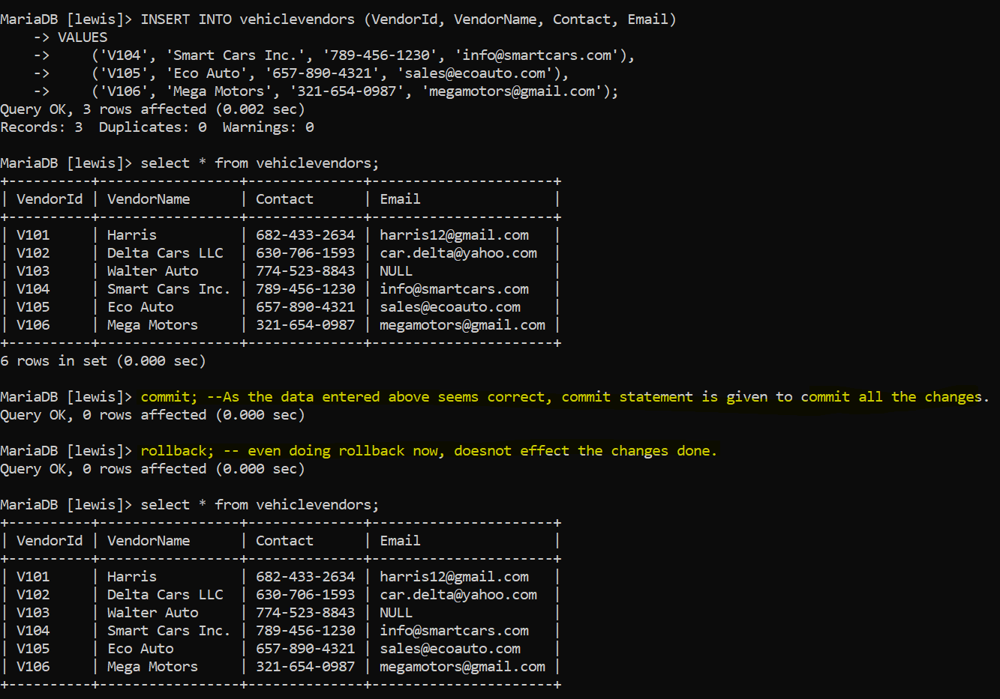 MariaDB [lewis]> INSERT INTO vehiclevendors (VendorId, VendorName, Contact, Email)
    -> VALUES
    ->     ('V104', 'Smart Cars Inc.', '789-456-1230', 'info@smartcars.com'),
    ->     ('V105', 'Eco Auto', '657-890-4321', 'sales@ecoauto.com'),
    ->     ('V106', 'Mega Motors', '321-654-0987', 'megamotors@gmail.com');
Query OK, 3 rows affected (0.002 sec)
Records: 3  Duplicates: 0  Warnings: 0
MariaDB [lewis]> select * from vehiclevendors;
+----------+-----------------+--------------+----------------------+
| VendorId | VendorName      | Contact      | Email                |
+----------+-----------------+--------------+----------------------+
| V101     | Harris          | 682-433-2634 | harris12@gmail.com   |
| V102     | Delta Cars LLC  | 630-706-1593 | car.delta@yahoo.com  |
| V103     | Walter Auto     | 774-523-8843 | NULL                 |
| V104     | Smart Cars Inc. | 789-456-1230 | info@smartcars.com   |
| V105     | Eco Auto        | 657-890-4321 | sales@ecoauto.com    |
| V106     | Mega Motors     | 321-654-0987 | megamotors@gmail.com |
+----------+-----------------+--------------+----------------------+
6 rows in set (0.000 sec)
MariaDB [lewis]> commit; --As the data entered above seems correct, commit statement is given to commit all the changes.
Query OK, 0 rows affected (0.000 sec)
MariaDB [lewis]> rollback; -- even doing rollback now, doesnot effect the changes done.
Query OK, 0 rows affected (0.000 sec)
MariaDB [lewis]> select * from vehiclevendors;
+----------+-----------------+--------------+----------------------+
| VendorId | VendorName      | Contact      | Email                |
+----------+-----------------+--------------+----------------------+
| V101     | Harris          | 682-433-2634 | harris12@gmail.com   |
| V102     | Delta Cars LLC  | 630-706-1593 | car.delta@yahoo.com  |
| V103     | Walter Auto     | 774-523-8843 | NULL                 |
| V104     | Smart Cars Inc. | 789-456-1230 | info@smartcars.com   |
| V105     | Eco Auto        | 657-890-4321 | sales@ecoauto.com    |
| V106     | Mega Motors     | 321-654-0987 | megamotors@gmail.com |
+----------+-----------------+--------------+----------------------+